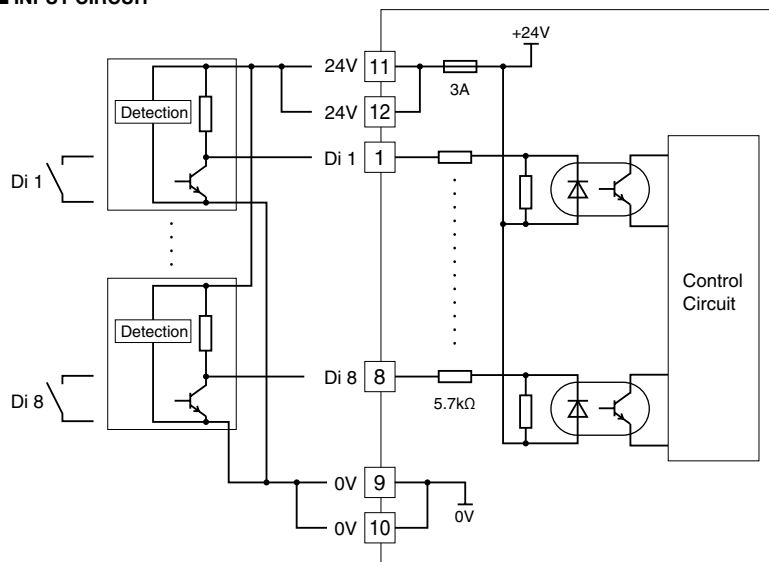 INPUT CIRCUIT
+24V
24V 11
3A
24V 12
Detection
Di 1
Di 1 1
Control
Circuit
Detection
Di 8
Di 8 8
5.7kΩ
0V 9
0V 10
0V